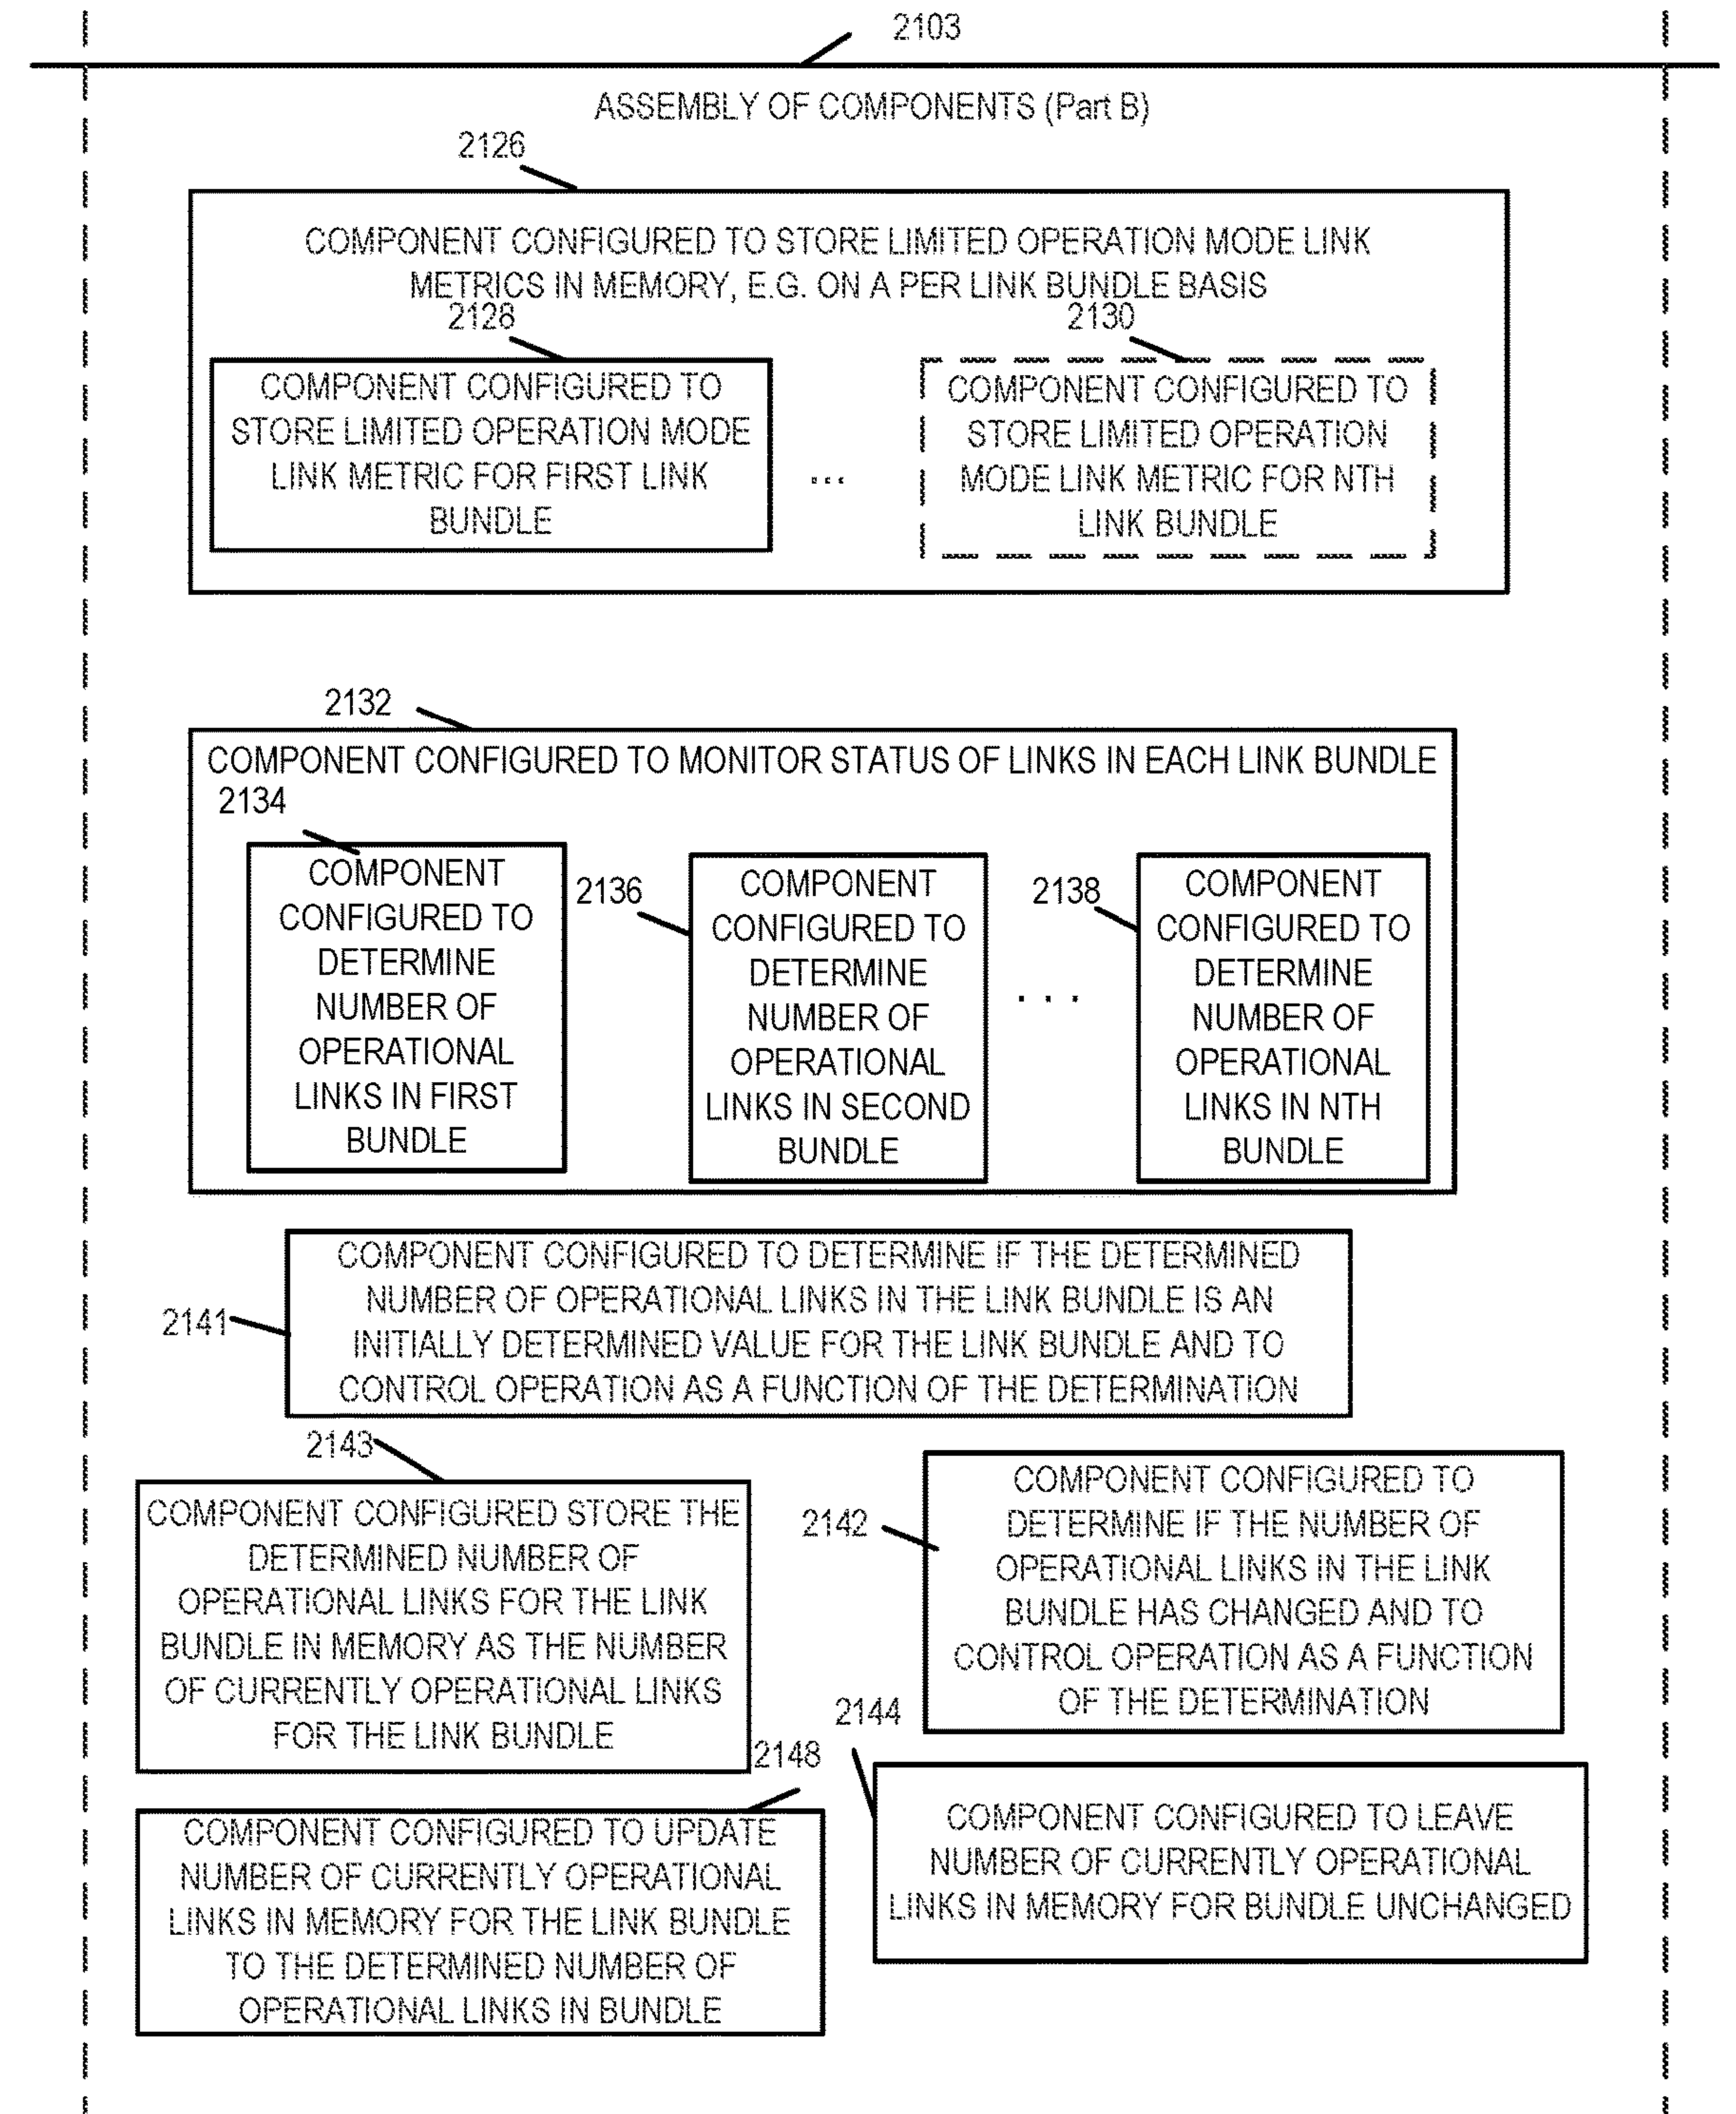 2103
ASSEMBLY OF COMPONENTS (Part B)
2126
COMPONENT CONFIGURED TO STORE LIMITED OPERATION MODE LINK
METRICS IN MEMORY, E.G. ON A PER LINK BUNDLE BASIS
2128
COMPONENT CONFIGURED TO
STORE LIMITED OPERATION MODE
LINK METRIC FOR FIRST LINK
BUNDLE
...
2130
COMPONENT CONFIGURED TO
STORE LIMITED OPERATION
MODE LINK METRIC FOR NTH
LINK BUNDLE
2132
COMPONENT CONFIGURED TO MONITOR STATUS OF LINKS IN EACH LINK BUNDLE
2134
COMPONENT
CONFIGURED TO
DETERMINE
NUMBER OF
OPERATIONAL
LINKS IN FIRST
BUNDLE
2136
COMPONENT
CONFIGURED TO
DETERMINE
NUMBER OF
OPERATIONAL
LINKS IN SECOND
BUNDLE
. . .
2138
COMPONENT
CONFIGURED TO
DETERMINE
NUMBER OF
OPERATIONAL
LINKS IN NTH
BUNDLE
2141
COMPONENT CONFIGURED TO DETERMINE IF THE DETERMINED
NUMBER OF OPERATIONAL LINKS IN THE LINK BUNDLE IS AN
INITIALLY DETERMINED VALUE FOR THE LINK BUNDLE AND TO
CONTROL OPERATION AS A FUNCTION OF THE DETERMINATION
2143
COMPONENT CONFIGURED STORE THE
DETERMINED NUMBER OF
OPERATIONAL LINKS FOR THE LINK
BUNDLE IN MEMORY AS THE NUMBER
OF CURRENTLY OPERATIONAL LINKS
FOR THE LINK BUNDLE
2142
COMPONENT CONFIGURED TO
DETERMINE IF THE NUMBER OF
OPERATIONAL LINKS IN THE LINK
BUNDLE HAS CHANGED AND TO
CONTROL OPERATION AS A FUNCTION
OF THE DETERMINATION
2148
COMPONENT CONFIGURED TO UPDATE
NUMBER OF CURRENTLY OPERATIONAL
LINKS IN MEMORY FOR THE LINK BUNDLE
TO THE DETERMINED NUMBER OF
OPERATIONAL LINKS IN BUNDLE
2144
COMPONENT CONFIGURED TO LEAVE
NUMBER OF CURRENTLY OPERATIONAL
LINKS IN MEMORY FOR BUNDLE UNCHANGED